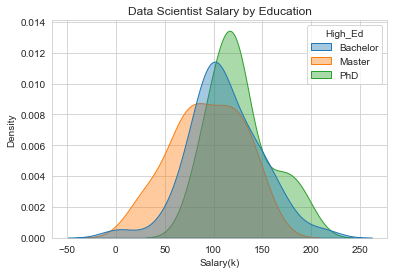 Data Scientist Salary by Education
High_Ed
Bachelor
Master
PhD
Density
0.014
0.012
0.010
0.008
0.006
0.004
0.002
0.000
−50
0
50
100
150
200
250
Salary(k)